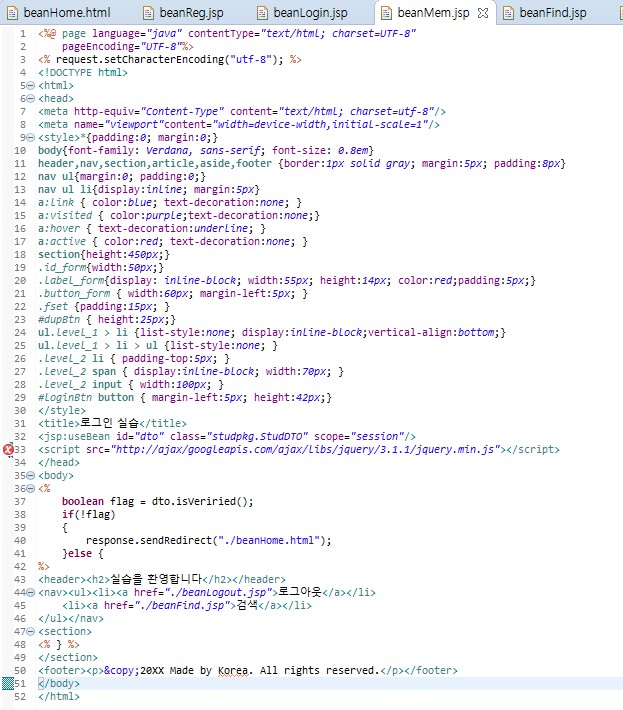 beanHome.html beanReg.jsp beanLogin.jsp beanMem.jsp beanFind.jsp
1 <%@ page language="java" contentType="text/html; charset=UTF-8"
2     pageEncoding="UTF-8"%>
3 <% request.setCharacterEncoding("utf-8"); %>
4 <!DOCTYPE html>
5 <html>
6 <head>
7 <meta http-equiv="Content-Type" content="text/html; charset=utf-8"/>
8 <meta name="viewport"content="width=device-width,initial-scale=1"/>
9 <style>*{padding:0; margin:0;}
10 body{font-family: Verdana, sans-serif; font-size: 0.8em}
11 header,nav,section,article,aside,footer {border:1px solid gray; margin:5px; padding:8px}
12 nav ul{margin:0; padding:0;}
13 nav ul li{display:inline; margin:5px}
14 a:link { color:blue; text-decoration:none; }
15 a:visited { color:purple;text-decoration:none;}
16 a:hover { text-decoration:underline; }
17 a:active { color:red; text-decoration:none; }
18 section{height:450px;}
19 .id_form{width:50px;}
20 .label_form{display: inline-block; width:55px; height:14px; color:red;padding:5px;}
21 .button_form { width:60px; margin-left:5px; }
22 .fset {padding:15px; }
23 #dupBtn { height:25px;}
24 ul.level_1 > li {list-style:none; display:inline-block;vertical-align:bottom;}
25 ul.level_1 > li > ul {list-style:none; }
26 .level_2 li { padding-top:5px; }
27 .level_2 span { display:inline-block; width:70px; }
28 .level_2 input { width:100px; }
29 #LoginBtn button { margin-left:5px; height:42px;}
30 </style>
31 <title>로그인 실습</title>
32 <jsp:useBean id="dto" class="studpkg.StudDTO" scope="session"/>
33 <script src="http://ajax/googleapis.com/ajax/libs/jquery/3.1.1/jquery.min.js"></script>
34 </head>
35 <body>
36 <%
37     boolean flag = dto.isVeriried();
38     if(!flag)
39     {
40         response.sendRedirect("./beanHome.html");
41     }else {
42 %>
43 <header><h2>실습을 환영합니다</h2></header>
44 <nav><ul><li><a href="./beanLogout.jsp">로그아웃</a></li>
45     <li><a href="./beanFind.jsp">검색</a></li>
46 </ul></nav>
47 <section>
48 <% } %>
49 </section>
50 <footer><p>&copy;20XX Made by Korea. All rights reserved.</p></footer>
51 </body>
52 </html>